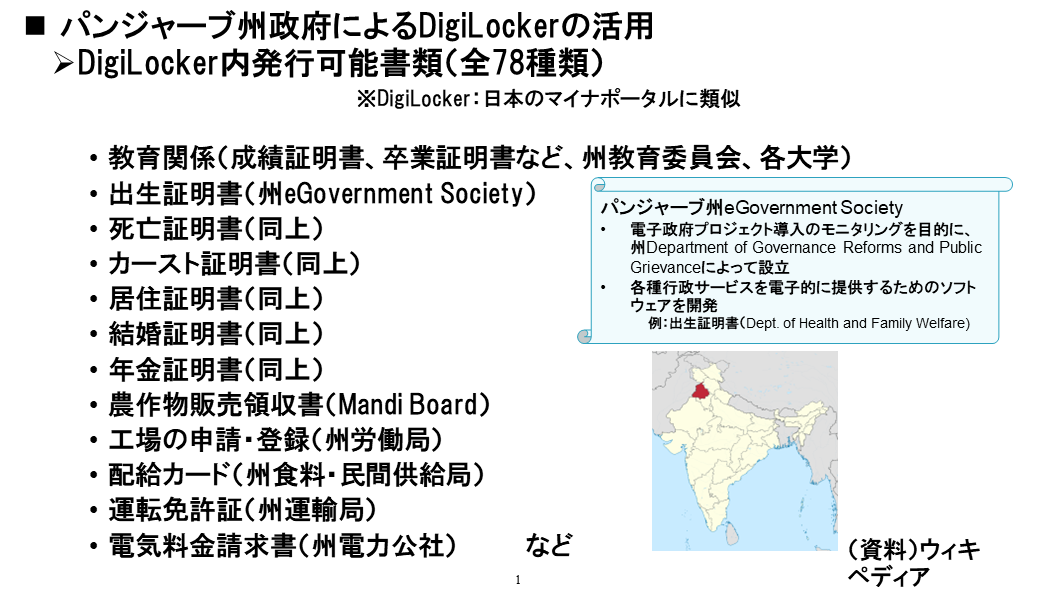 ■ パンジャーブ州政府によるDigiLockerの活用
➢DigiLocker内発行可能書類（全78種類）
※DigiLocker：日本のマイナポータルに類似
• 教育関係（成績証明書、卒業証明書など、州教育委員会、各大学）
• 出生証明書（州eGovernment Society）
• 死亡証明書（同上）
• カースト証明書（同上）
• 居住証明書（同上）
• 結婚証明書（同上）
• 年金証明書（同上）
• 農作物販売領収書（Mandi Board）
• 工場の申請・登録（州労働局）
• 配給カード（州食料・民間供給局）
• 運転免許証（州運輸局）
• 電気料金請求書（州電力公社） など
パンジャーブ州eGovernment Society
• 電子政府プロジェクト導入のモニタリングを目的に、
州Department of Governance Reforms and Public
Grievanceによって設立
• 各種行政サービスを電子的に提供するためのソフト
ウェアを開発
例：出生証明書（Dept. of Health and Family Welfare)
（資料）ウィキ
ペディア
1